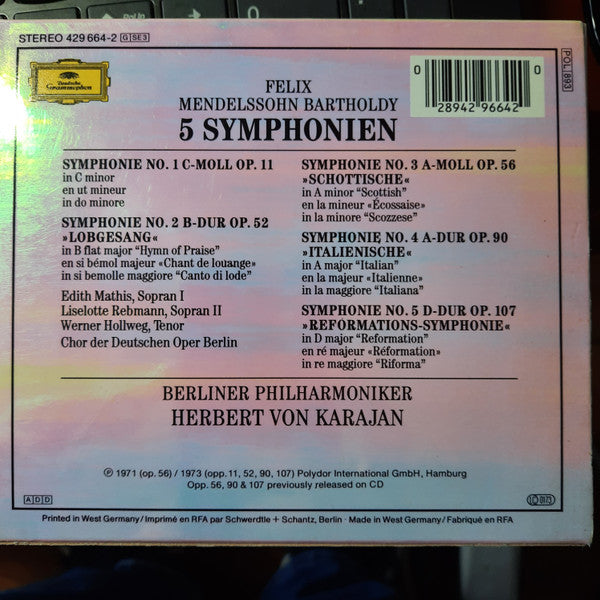 STEREO 429 664-2 G SE3
Deutsche
Grammophon
POL 893
0 28942 96642 0
FELIX
MENDELSSOHN BARTHOLDY
5 SYMPHONIEN
SYMPHONIE NO. 1 C-MOLL OP. 11
in C minor
en ut mineur
in do minore
SYMPHONIE NO. 2 B-DUR OP. 52
»LOBGESANG«
in B flat major “Hymn of Praise”
en si bémol majeur «Chant de louange»
in si bemolle maggiore “Canto di lode”
Edith Mathis, Sopran I
Liselotte Rebmann, Sopran II
Werner Hollweg, Tenor
Chor der Deutschen Oper Berlin
SYMPHONIE NO. 3 A-MOLL OP. 56
»SCHOTTISCHE«
in A minor “Scottish”
en la mineur «Écossaise»
in la minore “Scozzese”
SYMPHONIE NO. 4 A-DUR OP. 90
»ITALIENISCHE«
in A major “Italian”
en la majeur «Italienne»
in la maggiore “Italiana”
SYMPHONIE NO. 5 D-DUR OP. 107
»REFORMATIONS-SYMPHONIE«
in D major “Reformation”
en ré majeur «Réformation»
in re maggiore “Riforma”
BERLINER PHILHARMONIKER
HERBERT VON KARAJAN
Ⓟ 1971 (op. 56) / 1973 (opp. 11, 52, 90, 107) Polydor International GmbH, Hamburg
Opp. 56, 90 & 107 previously released on CD
ADD
Printed in West Germany / Imprimé en RFA par Schwerdtle + Schantz, Berlin · Made in West Germany / Fabriqué en RFA